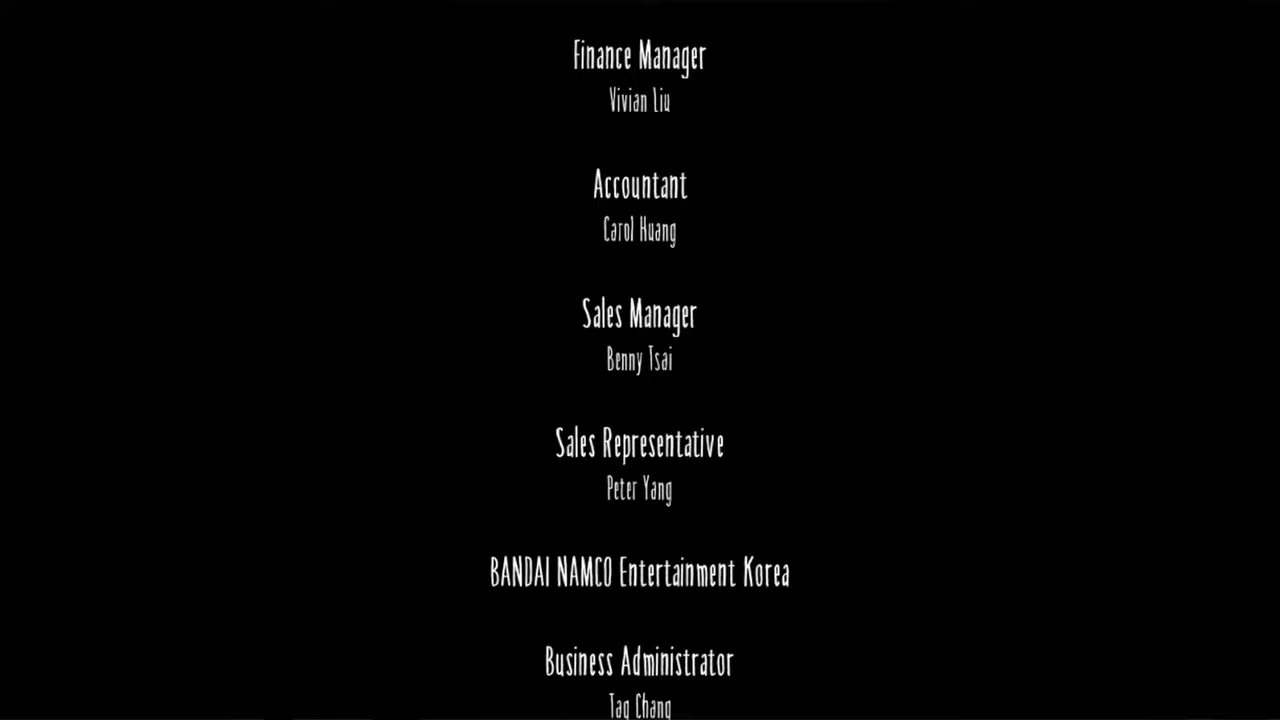 Finance Manager
Vivian Liu
Accountant
Carol Huang
Sales Manager
Benny Tsai
Sales Representative
Peter Yang
BANDAI NAMCO Entertainment Korea
Business Administrator
Chang